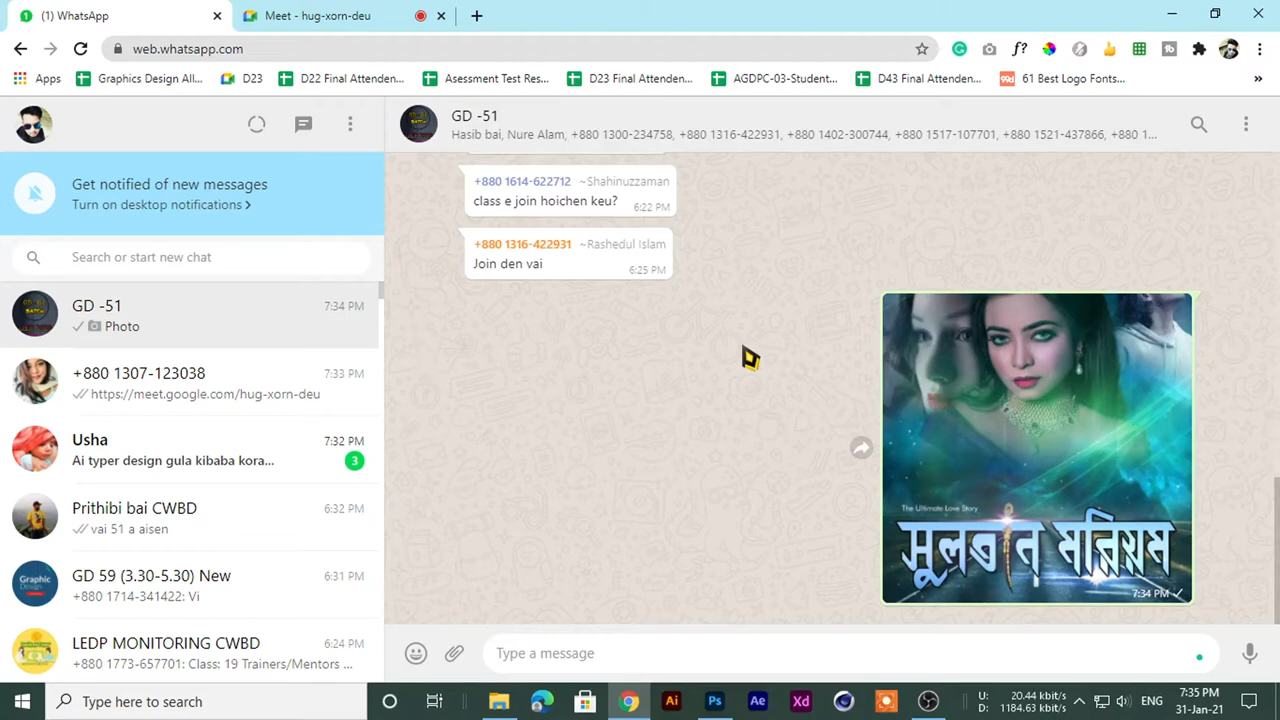 (1) WhatsApp
Meet - hug-xorn-deu
web.whatsapp.com
Apps
Graphics Design All...
D23
D22 Final Attenden...
Asessment Test Res...
D23 Final Attenden...
AGDPC-03-Student...
D43 Final Attenden...
61 Best Logo Fonts...
GD -51
Hasib bai, Nure Alam, +880 1300-234758, +880 1316-422931, +880 1402-306744, +880 1517-107701, +880 1521-437866, +880 1...
Get notified of new messages
Turn on desktop notifications >
Search or start new chat
GD -51 7:34 PM
Photo
+880 1307-123038 7:33 PM
https://meet.google.com/hug-xorn-deu
Usha 7:32 PM
Ai typer design gula kibaba kora... 3
Prithibi bai CWBD 6:32 PM
vai 51 a aisen
GD 59 (3.30-5.30) New 6:31 PM
+880 1714-341422: Vi
LEDP MONITORING CWBD 6:24 PM
+880 1773-657701: Class: 19 Trainers/Mentors ...
+880 1614-622712 ~Shahinuzzaman
class e join hoichen keu? 6:22 PM
+880 1316-422931 ~Rashedul Islam
Join den vai 6:25 PM
The Ultimate Love Story
সুলতান মরিয়ম
7:34 PM
Type a message
Type here to search
U: 20.44 kbit/s
D: 1184.63 kbit/s
ENG
7:35 PM
31-Jan-21